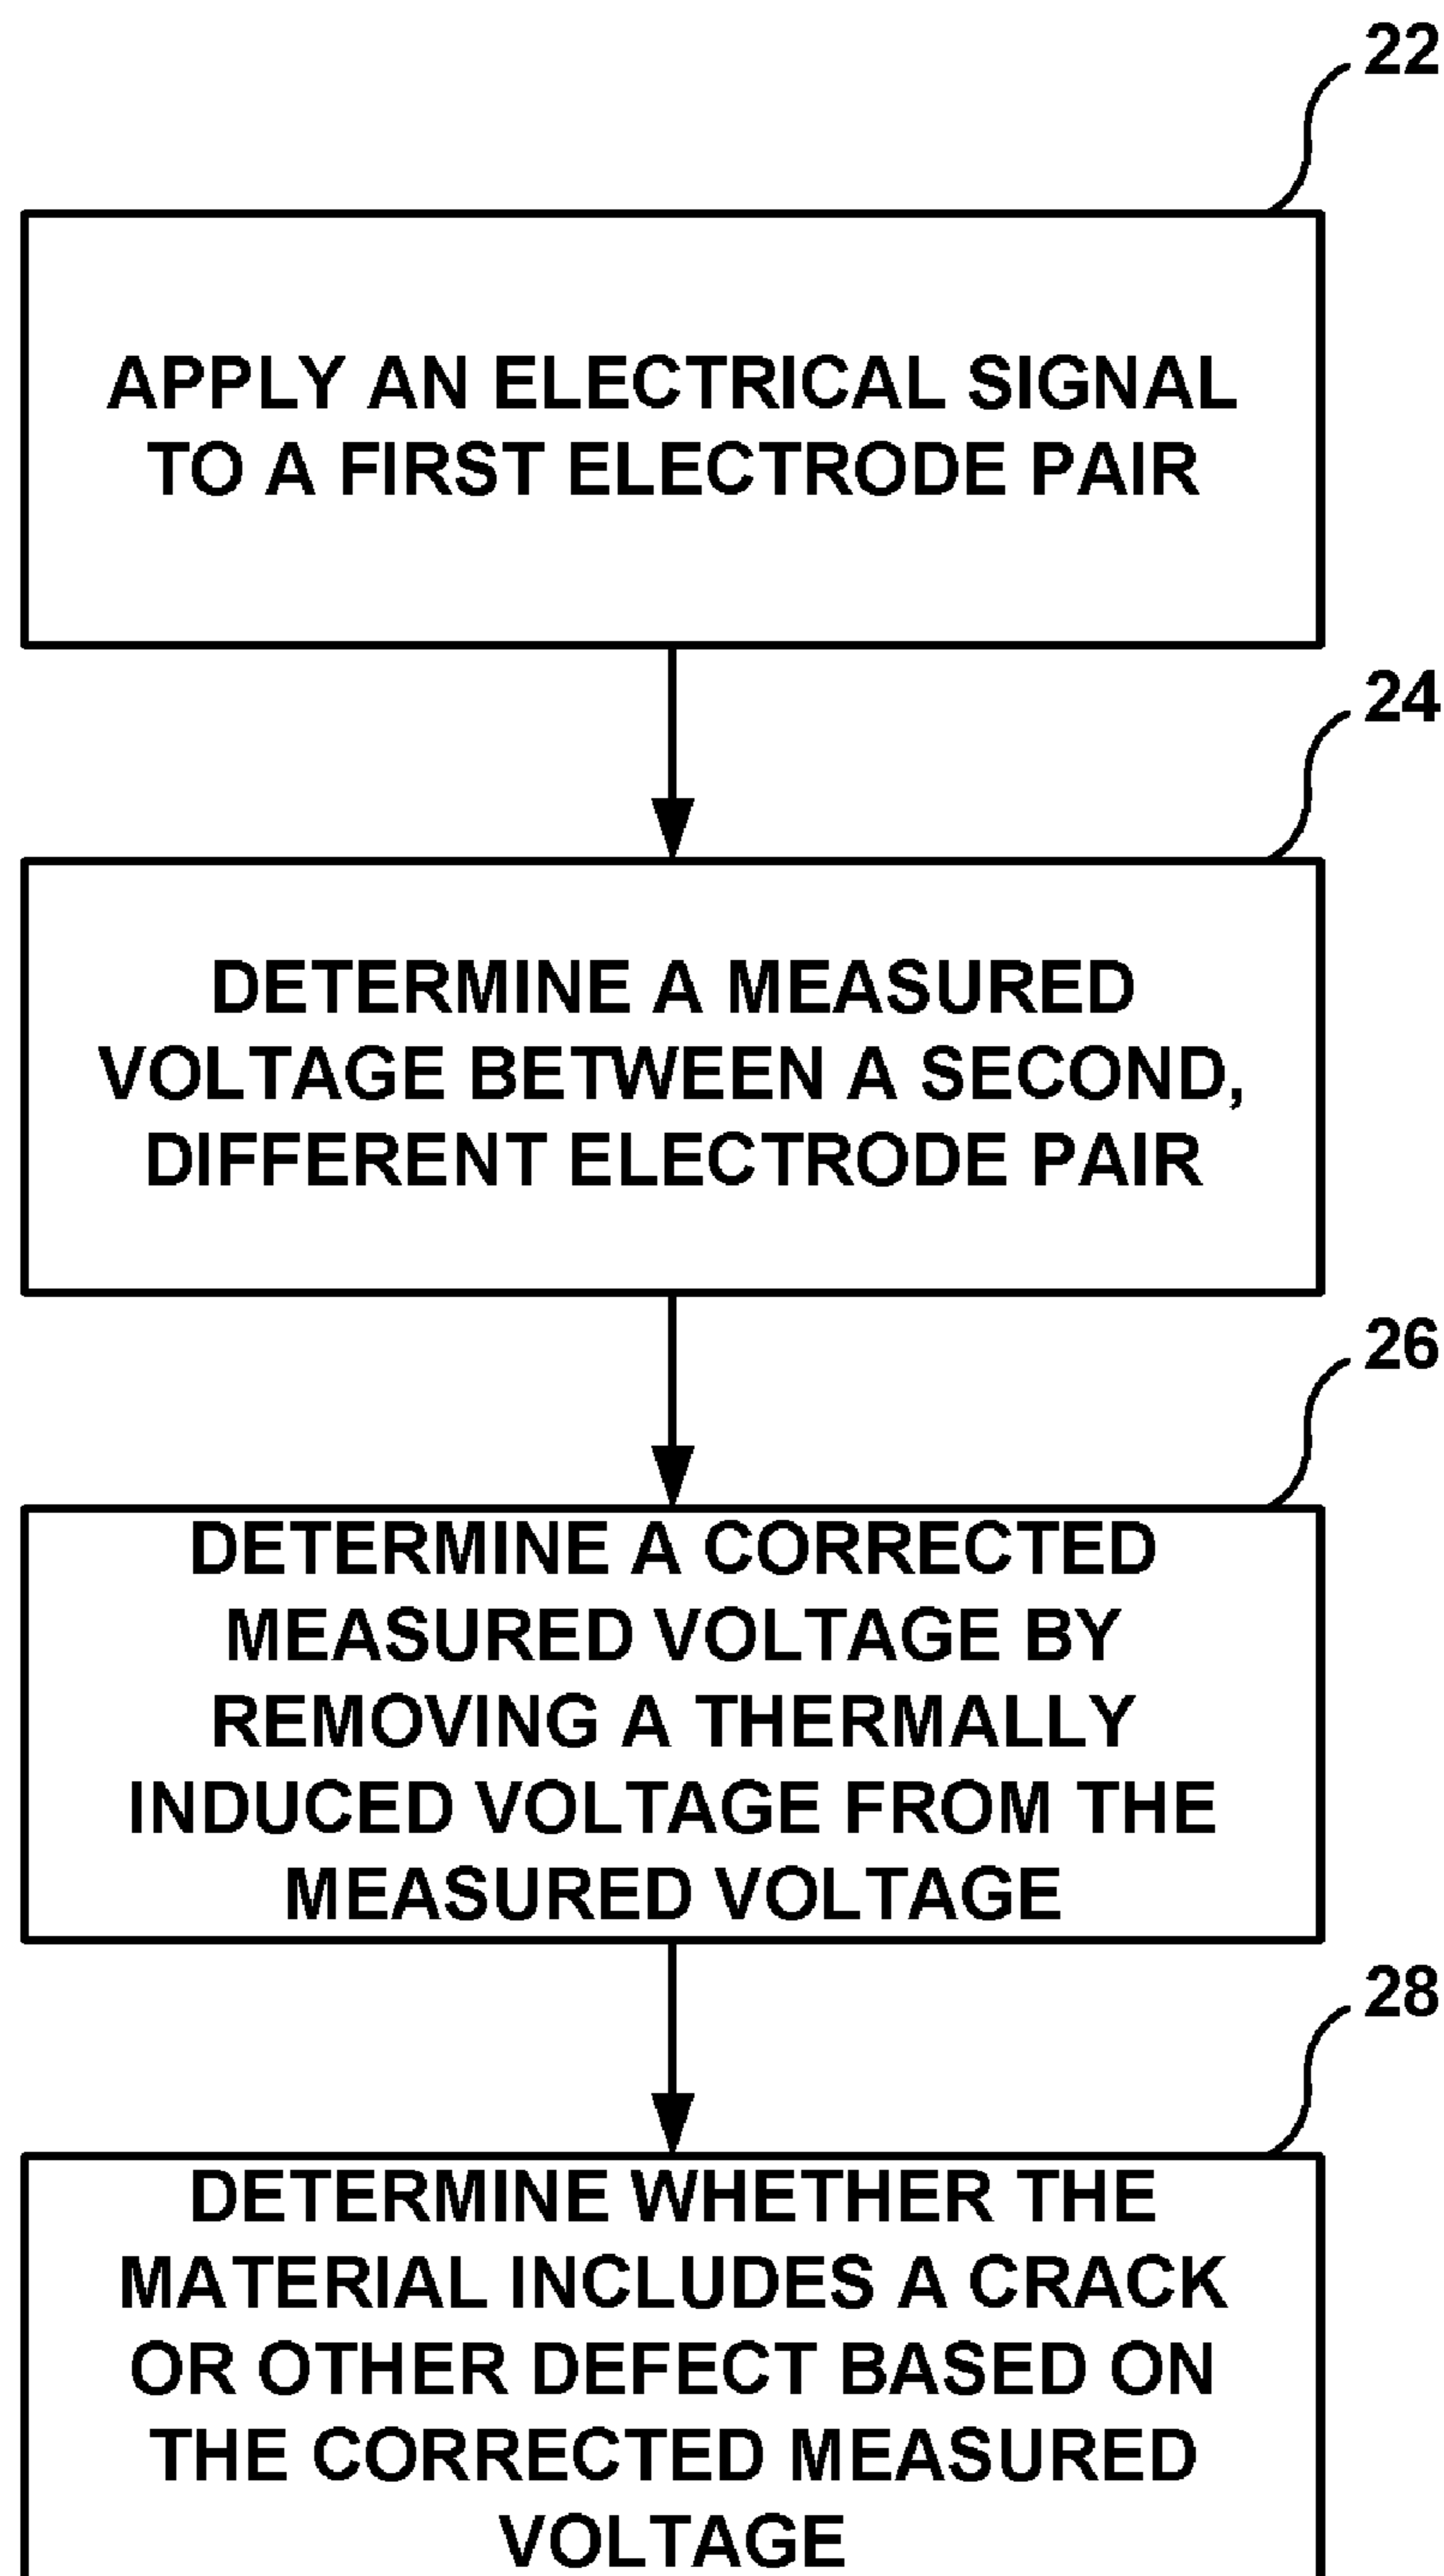 22
APPLY AN ELECTRICAL SIGNAL
TO A FIRST ELECTRODE PAIR
24
DETERMINE A MEASURED
VOLTAGE BETWEEN A SECOND,
DIFFERENT ELECTRODE PAIR
26
DETERMINE A CORRECTED
MEASURED VOLTAGE BY
REMOVING A THERMALLY
INDUCED VOLTAGE FROM THE
MEASURED VOLTAGE
28
DETERMINE WHETHER THE
MATERIAL INCLUDES A CRACK
OR OTHER DEFECT BASED ON
THE CORRECTED MEASURED
VOLTAGE